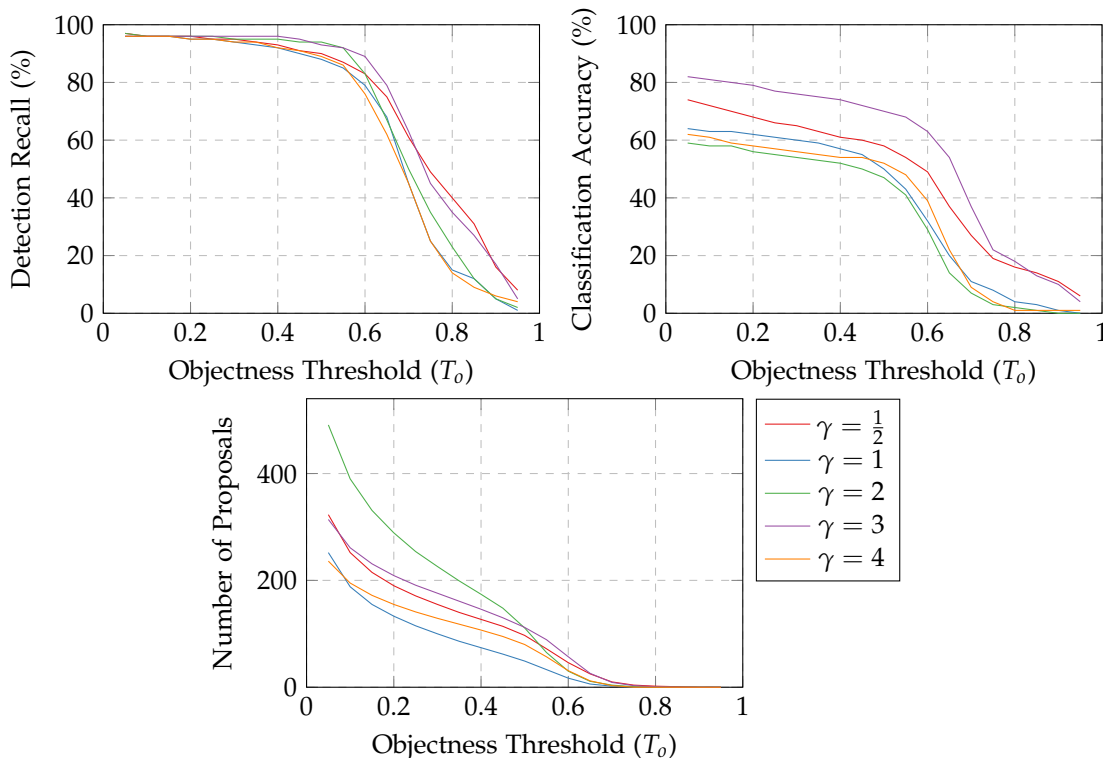 Detection Recall (%)
100
80
60
40
20
0
0 0.2 0.4 0.6 0.8 1
Objectness Threshold (T_o)
Classification Accuracy (%)
100
80
60
40
20
0
0 0.2 0.4 0.6 0.8 1
Objectness Threshold (T_o)
Number of Proposals
400
200
0
0 0.2 0.4 0.6 0.8 1
Objectness Threshold (T_o)
γ = 1/2
γ = 1
γ = 2
γ = 3
γ = 4